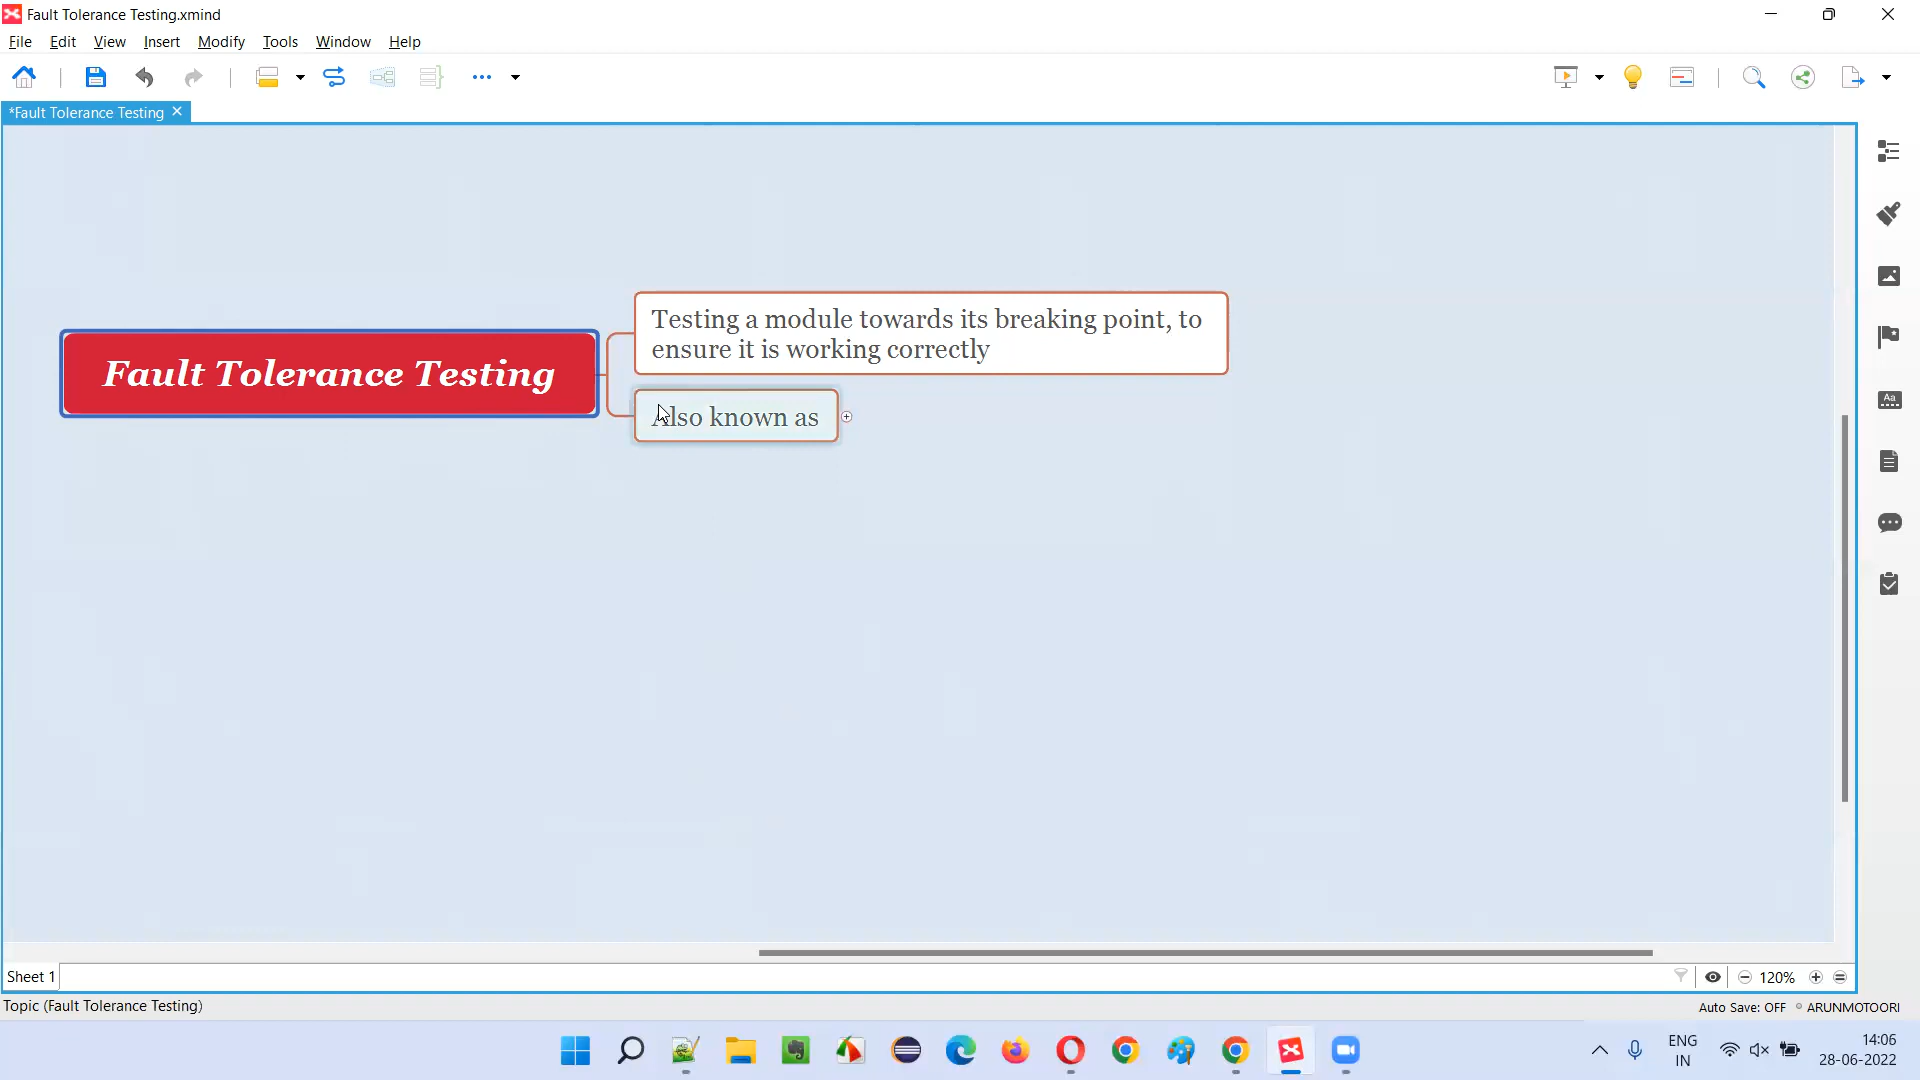 Fault Tolerance Testing.xmind
File Edit View Insert Modify Tools Window Help
*Fault Tolerance Testing
Fault Tolerance Testing
Testing a module towards its breaking point, to
ensure it is working correctly
Also known as
Aa
Sheet 1
120%
Topic (Fault Tolerance Testing)
Auto Save: OFF ARUNMOTOORI
ENG
IN
14:06
28-06-2022